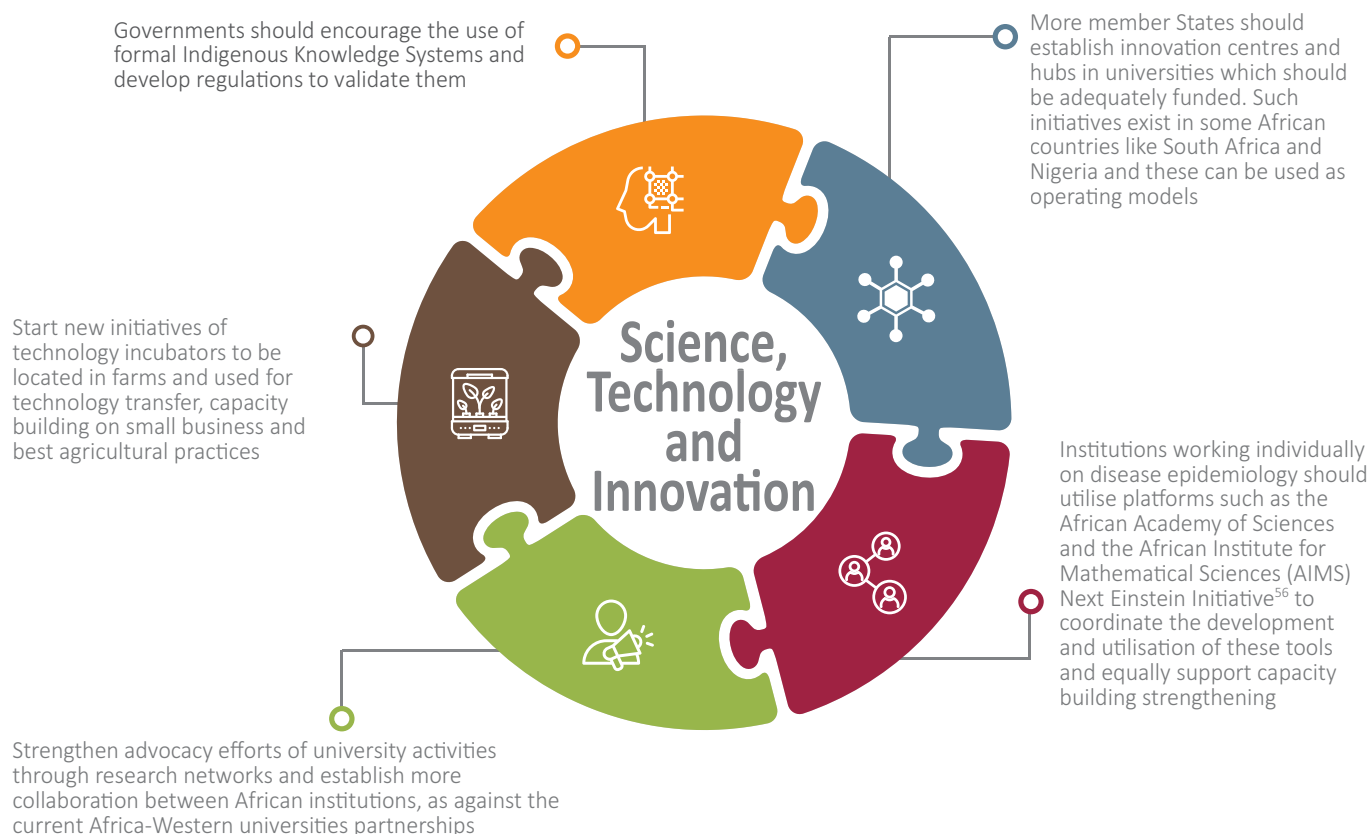 Governments should encourage the use of
formal Indigenous Knowledge Systems and
develop regulations to validate them
More member States should
establish innovation centres and
hubs in universities which should
be adequately funded. Such
initiatives exist in some African
countries like South Africa and
Nigeria and these can be used as
operating models
Start new initiatives of
technology incubators to be
located in farms and used for
technology transfer, capacity
building on small business and
best agricultural practices
Science,
Technology
and
Innovation
Institutions working individually
on disease epidemiology should
utilise platforms such as the
African Academy of Sciences
and the African Institute for
Mathematical Sciences (AIMS)
Next Einstein Initiative⁵⁶ to
coordinate the development
and utilisation of these tools
and equally support capacity
building strengthening
Strengthen advocacy efforts of university activities
through research networks and establish more
collaboration between African institutions, as against the
current Africa-Western universities partnerships